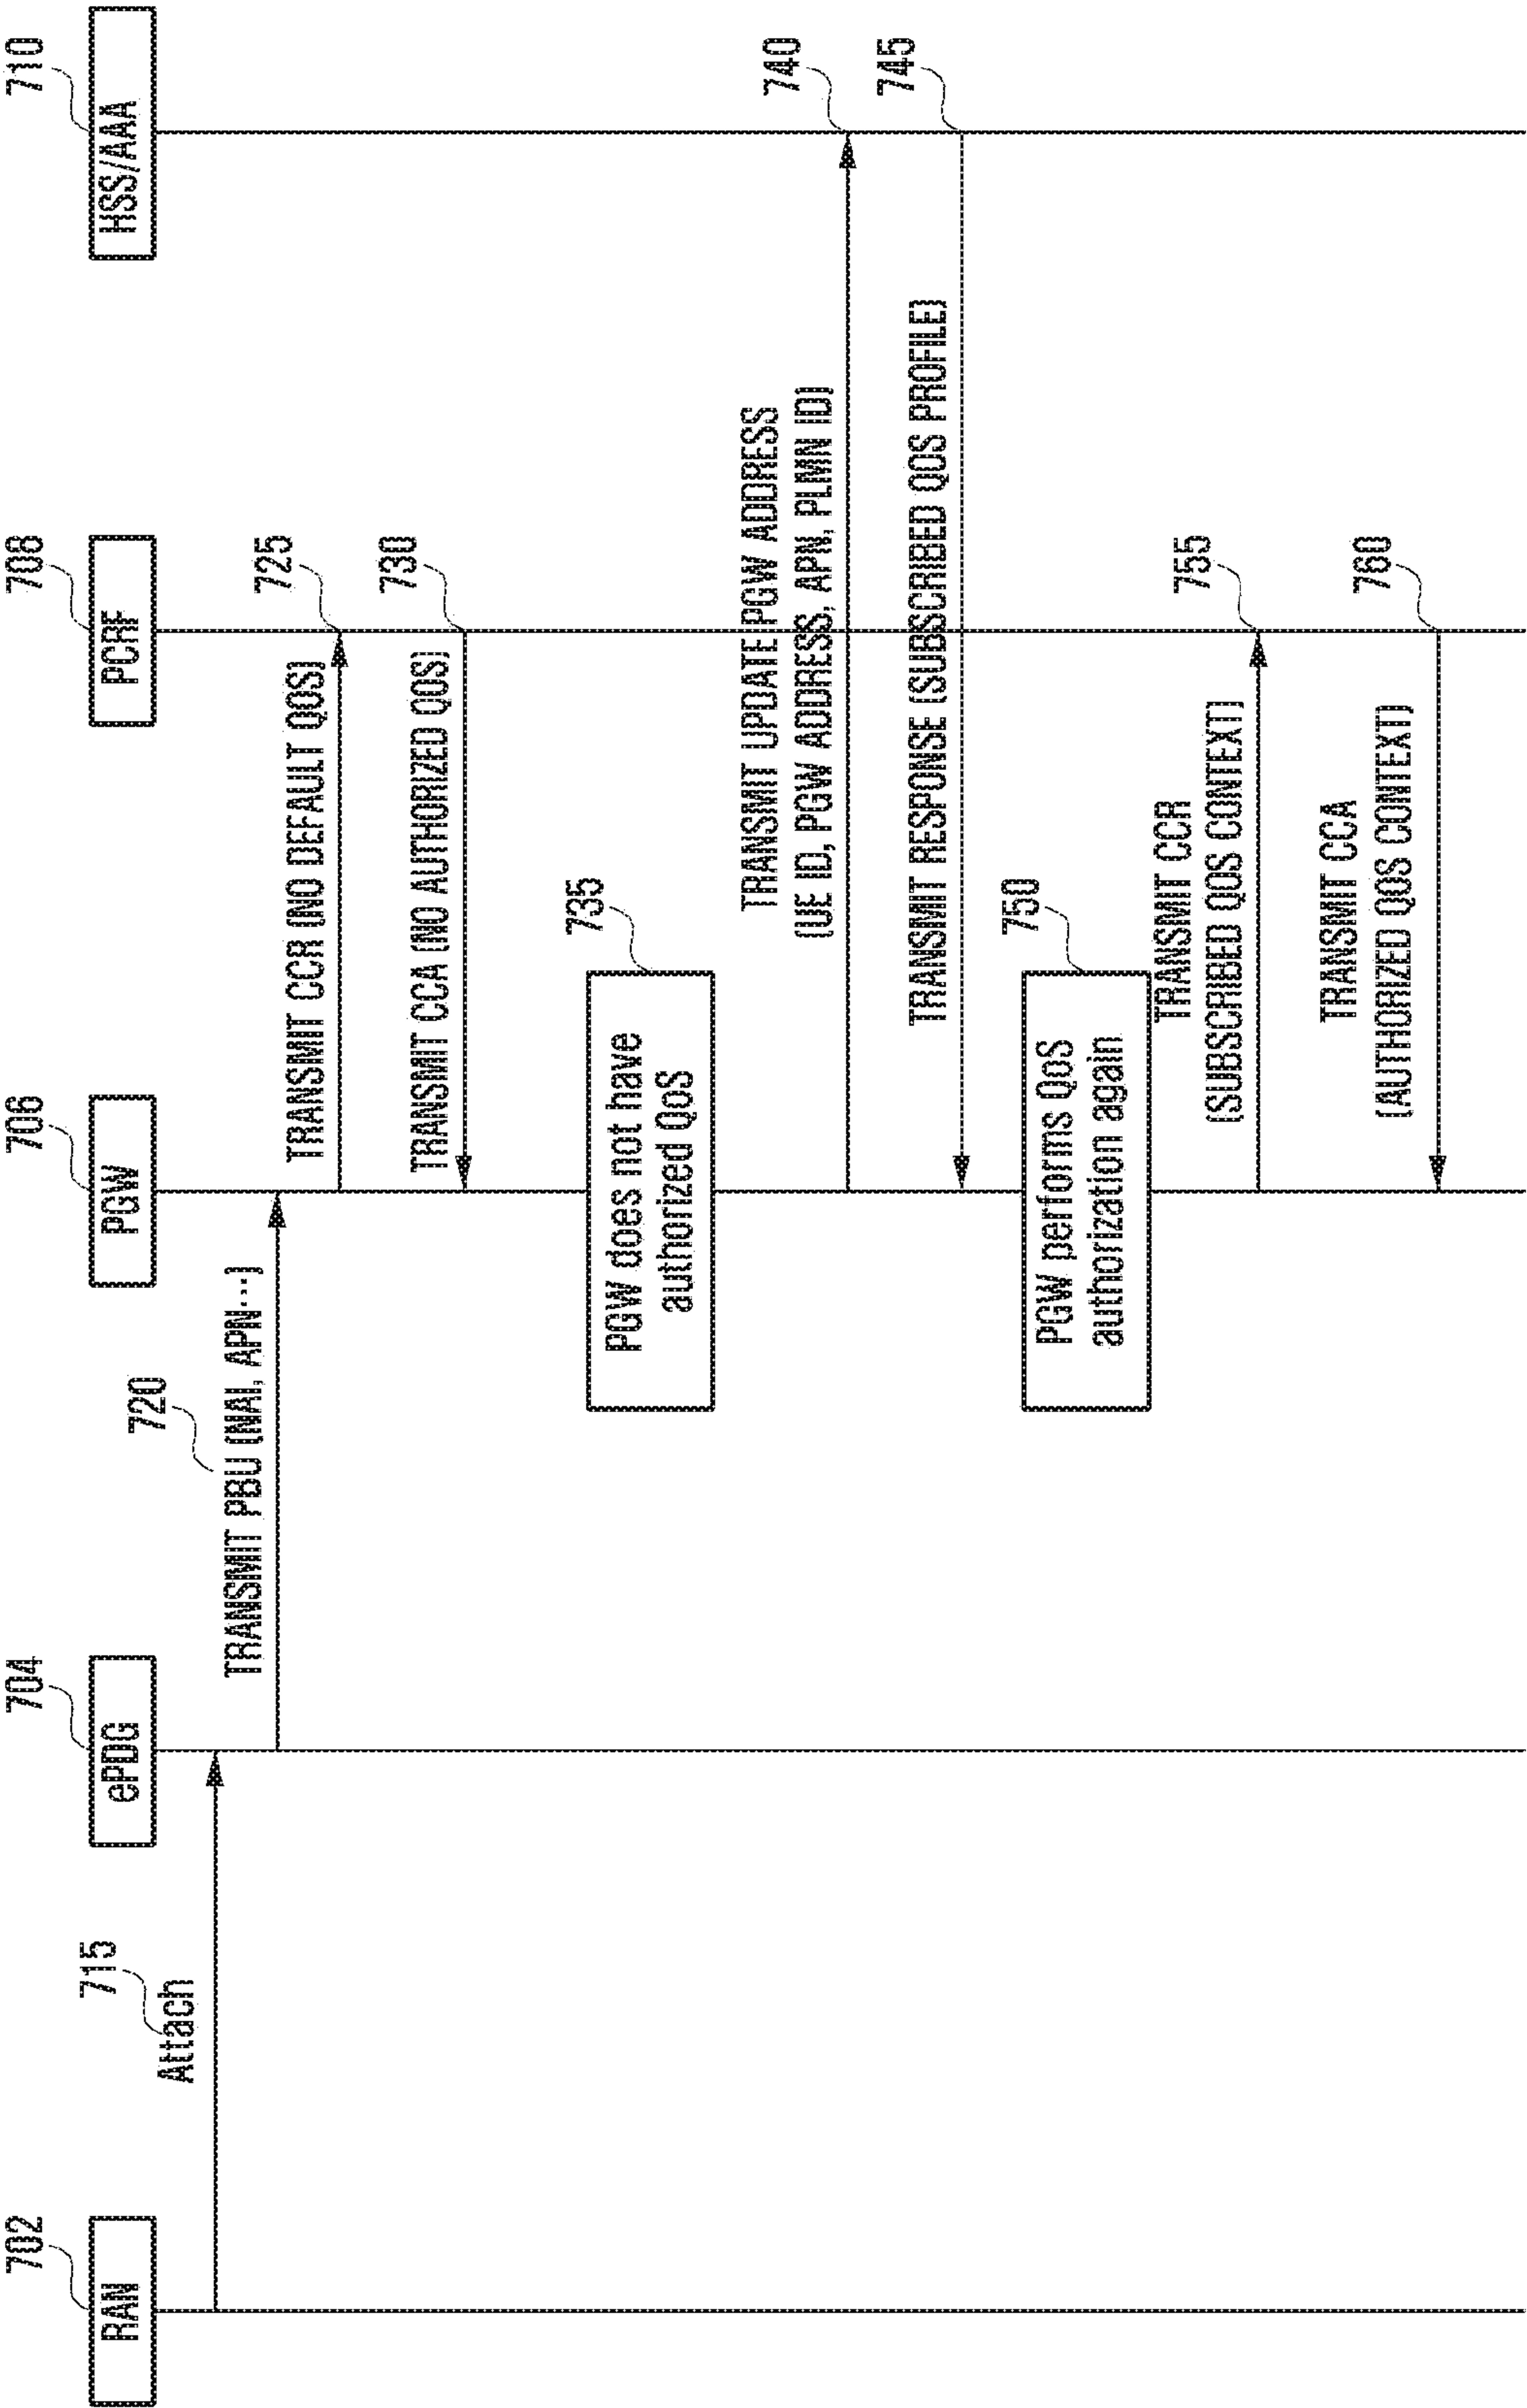 702
704
706
708
710
RAN
ePDG
PGW
PCRF
HSS/AAA
715
Attach
720
TRANSMIT PBU (NAI, APN···)
725
TRANSMIT CCR (NO DEFAULT QOS)
730
TRANSMIT CCA (NO AUTHORIZED QOS)
735
PGW does not have
authorized QoS
740
TRANSMIT UPDATE PGW ADDRESS
(UE ID, PGW ADDRESS, APN, PLMN ID)
745
TRANSMIT RESPONSE (SUBSCRIBED QOS PROFILE)
750
PGW performs QoS
authorization again
755
TRANSMIT CCR
(SUBSCRIBED QOS CONTEXT)
760
TRANSMIT CCA
(AUTHORIZED QOS CONTEXT)